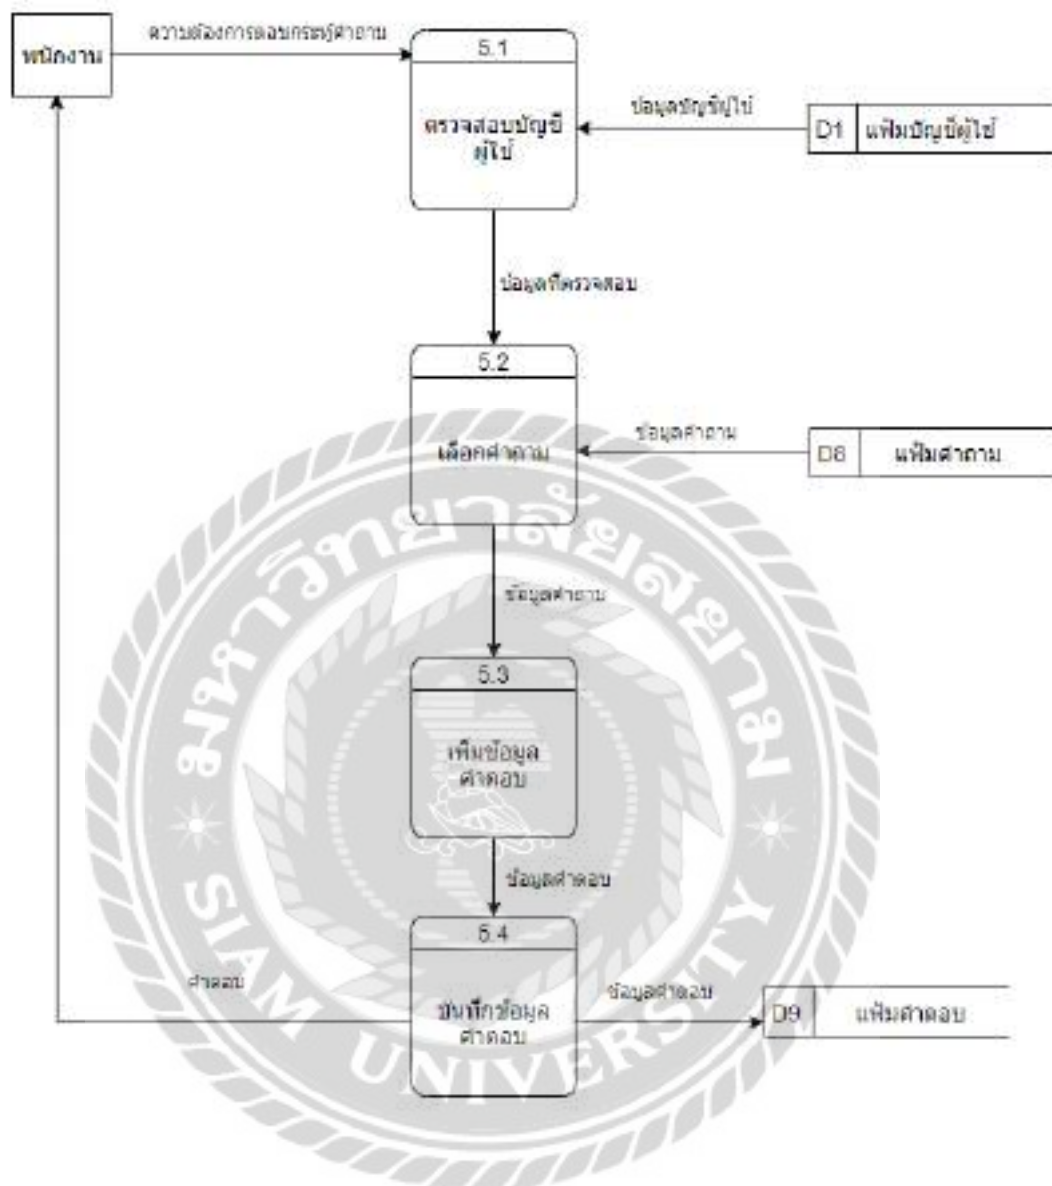 พนักงาน
ความต้องการตอบกระทู้คำถาม
5.1
ตรวจสอบบัญชี
ผู้ใช้
ข้อมูลบัญชีผู้ใช้
D1 แฟ้มบัญชีผู้ใช้
ข้อมูลที่ตรวจสอบ
5.2
เลือกคำถาม
ข้อมูลคำถาม
D8 แฟ้มคำถาม
มหาวิทยาลัยสยาม
ข้อมูลคำถาม
5.3
เพิ่มข้อมูล
คำตอบ
ข้อมูลคำตอบ
5.4
บันทึกข้อมูล
คำตอบ
คำตอบ
ข้อมูลคำตอบ
D9 แฟ้มคำตอบ
SIAM UNIVERSITY